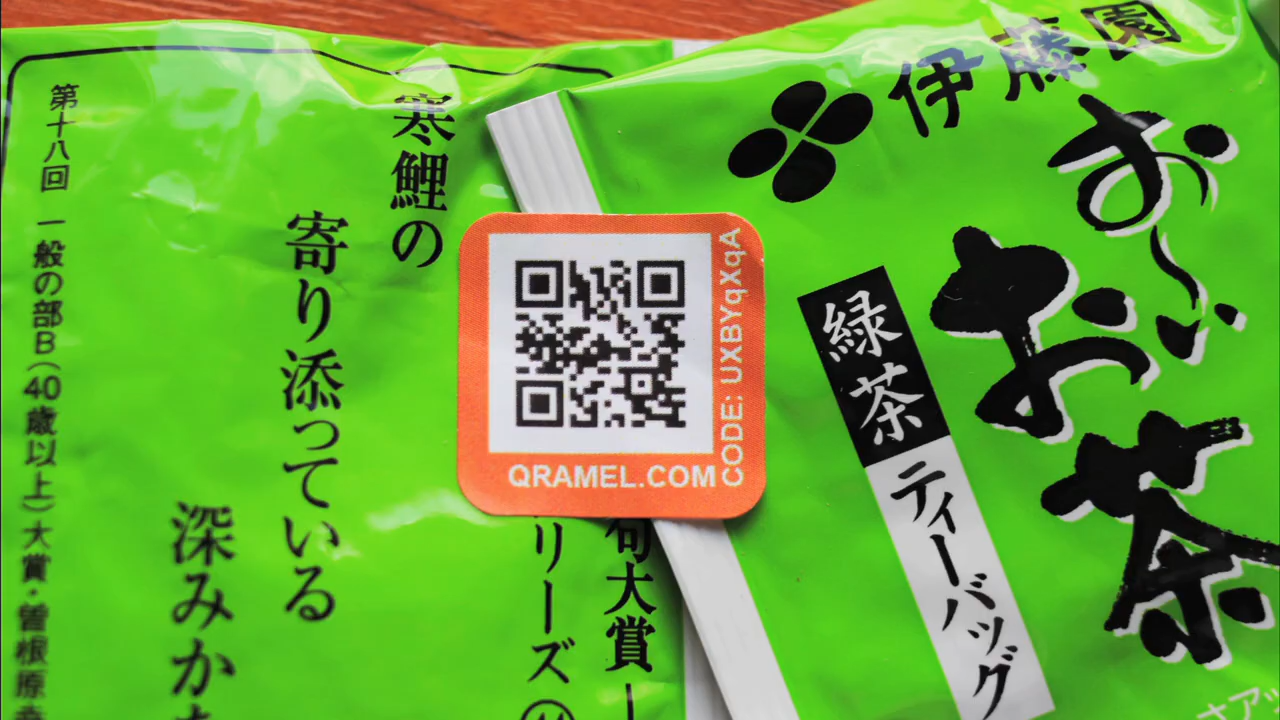 第十八回 一般の部B(40歳以上)大賞・曽根原
寒鯉の
寄り添っている
深みか
句大賞
リーズ
QRAMEL.COM
CODE: UXBYqXqA
伊藤園
お〜い
お茶
緑茶ティーバッグ